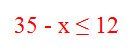 35 - x ≤ 12